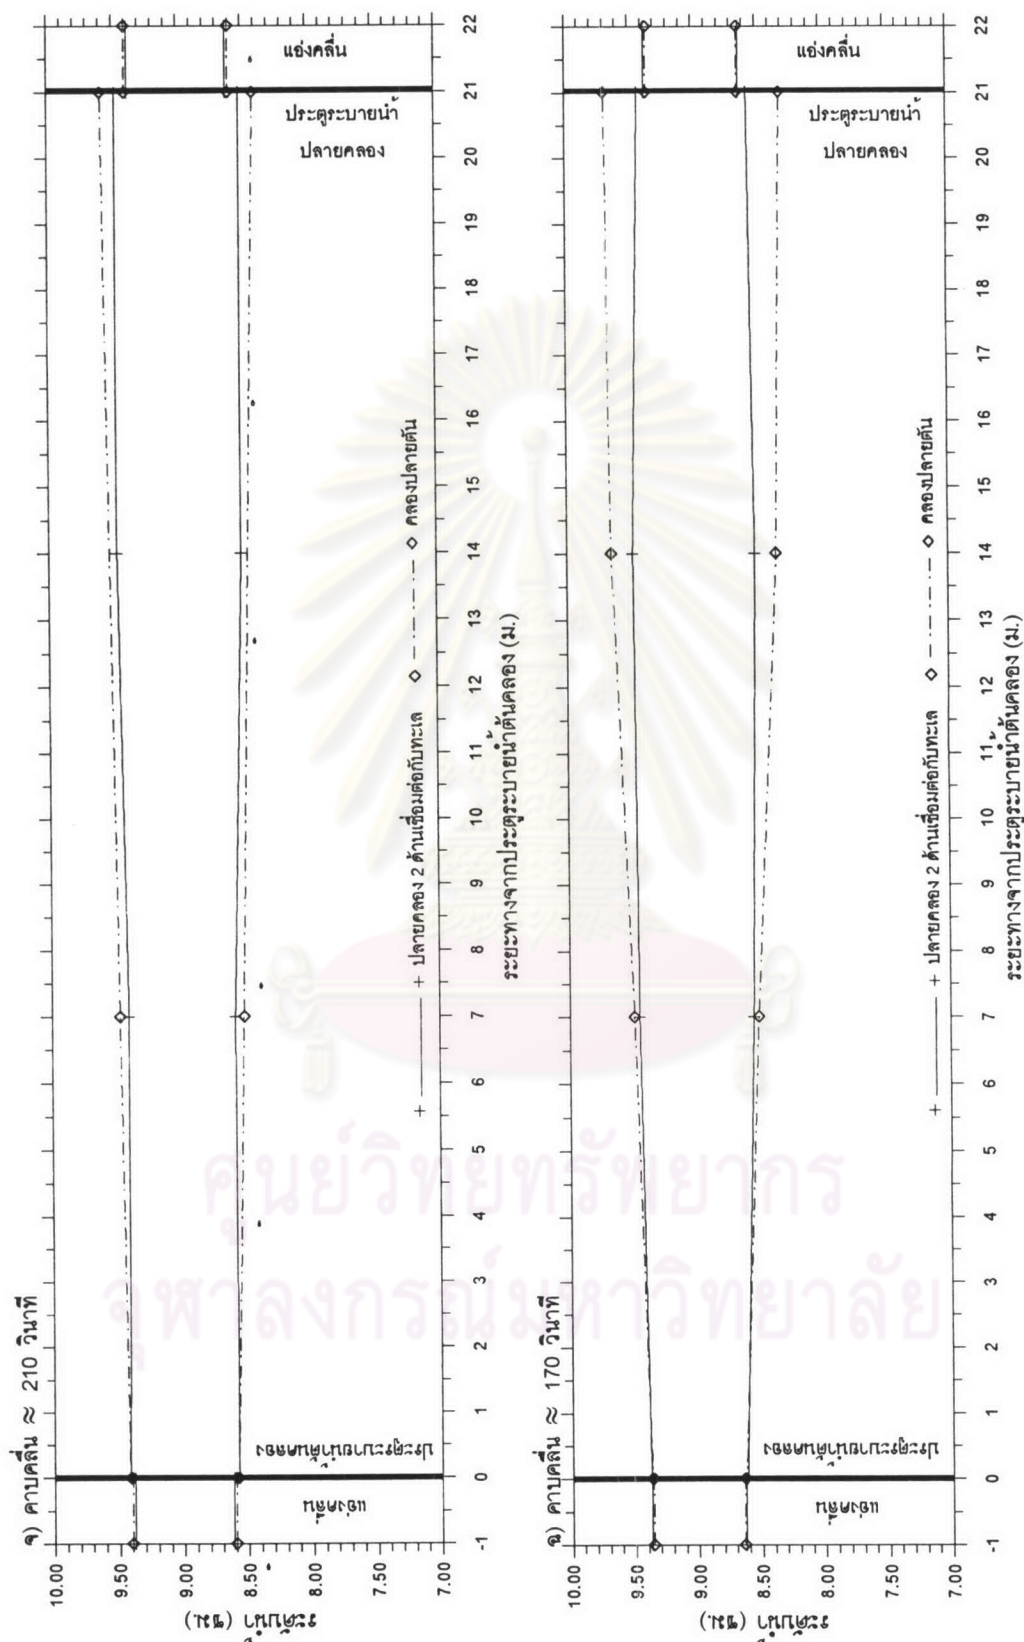 จ) คาบคลื่น ≈ 210 วินาที
ระดับน้ำ (ซม.)
10.00
9.50
9.00
8.50
8.00
7.50
7.00
แอ่งคลื่น
ประตูระบายน้ำต้นคลอง
ประตูระบายน้ำ
ปลายคลอง
แอ่งคลื่น
ปลายคลอง 2 ด้านเชื่อมต่อกับทะเล
คลองปลายตัน
-1 0 1 2 3 4 5 6 7 8 9 10 11 12 13 14 15 16 17 18 19 20 21 22
ระยะทางจากประตูระบายน้ำต้นคลอง (ม.)
ฉ) คาบคลื่น ≈ 170 วินาที
ระดับน้ำ (ซม.)
10.00
9.50
9.00
8.50
8.00
7.50
7.00
แอ่งคลื่น
ประตูระบายน้ำต้นคลอง
ประตูระบายน้ำ
ปลายคลอง
แอ่งคลื่น
ปลายคลอง 2 ด้านเชื่อมต่อกับทะเล
คลองปลายตัน
-1 0 1 2 3 4 5 6 7 8 9 10 11 12 13 14 15 16 17 18 19 20 21 22
ระยะทางจากประตูระบายน้ำต้นคลอง (ม.)
ศูนย์วิทยทรัพยากร
จุฬาลงกรณ์มหาวิทยาลัย